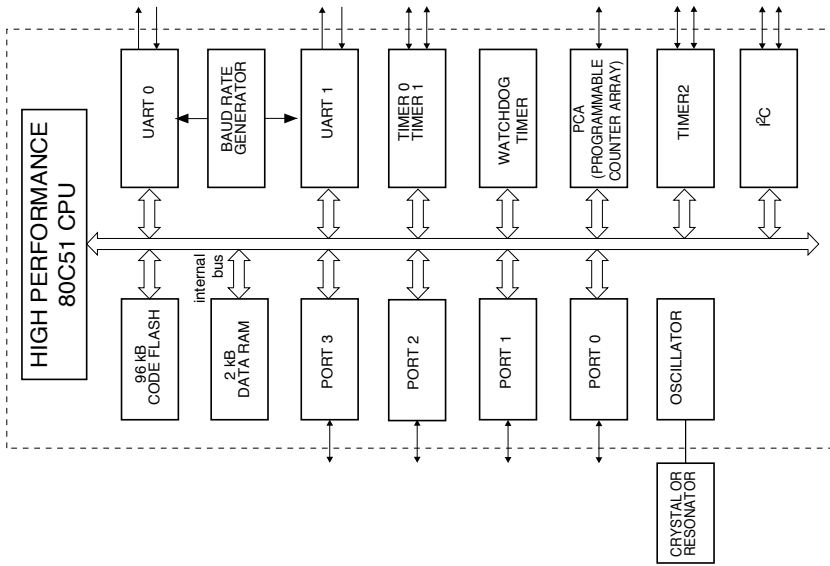 HIGH PERFORMANCE
80C51 CPU
UART 0
BAUD RATE
GENERATOR
UART 1
TIMER 0
TIMER 1
WATCHDOG
TIMER
PCA
(PROGRAMMABLE
COUNTER ARRAY)
TIMER2
I²C
internal
bus
96 kB
CODE FLASH
2 kB
DATA RAM
PORT 3
PORT 2
PORT 1
PORT 0
OSCILLATOR
CRYSTAL OR
RESONATOR